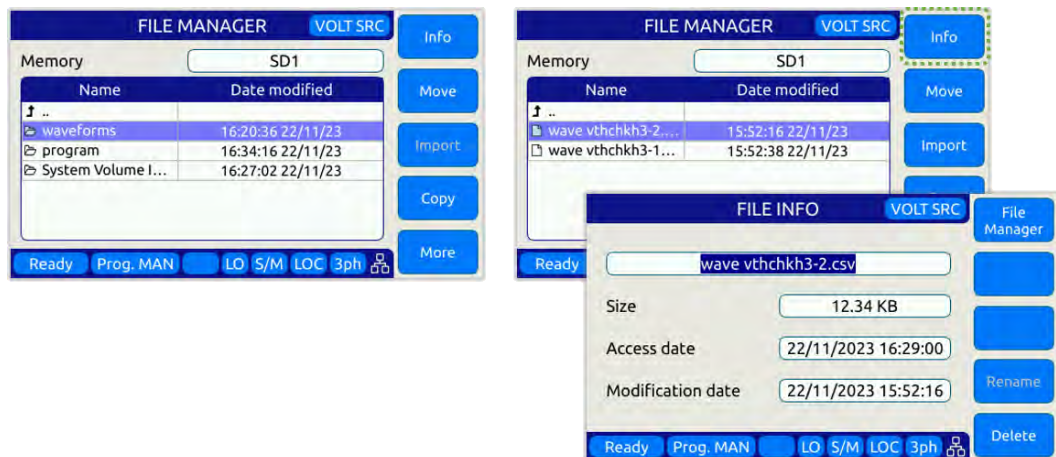 FILE MANAGER VOLT SRC
Info
Memory SD1
Name Date modified
..
waveforms 16:20:36 22/11/23
program 16:34:16 22/11/23
System Volume I... 16:27:02 22/11/23
Move
Import
Copy
More
Ready Prog. MAN LO S/M LOC 3ph
FILE MANAGER VOLT SRC
Info
Memory SD1
Name Date modified
..
wave vthchkh3-2.... 15:52:16 22/11/23
wave vthchkh3-1... 15:52:38 22/11/23
Move
Import
Ready
FILE INFO VOLT SRC
File
Manager
wave vthchkh3-2.csv
Size 12.34 KB
Access date 22/11/2023 16:29:00
Modification date 22/11/2023 15:52:16
Rename
Delete
Ready Prog. MAN LO S/M LOC 3ph